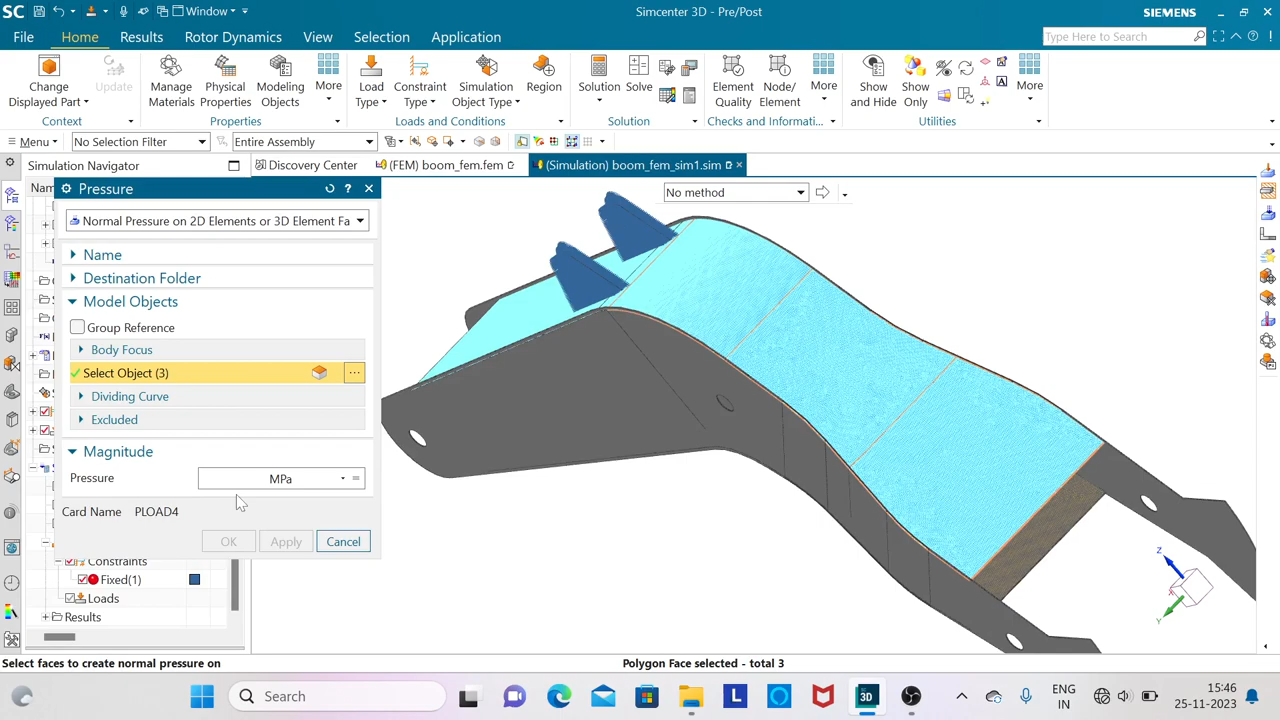 SC
Window
Simcenter 3D - Pre/Post
SIEMENS
File
Home
Results
Rotor Dynamics
View
Selection
Application
Type Here to Search
Change
Displayed Part
Update
Manage
Materials
Physical
Properties
Modeling
Objects
More
Load
Type
Constraint
Type
Simulation
Object Type
Region
Solution
Solve
Element
Quality
Node/
Element
More
Show
and Hide
Show
Only
More
Context
Properties
Loads and Conditions
Solution
Checks and Informati...
Utilities
Menu
No Selection Filter
Entire Assembly
Simulation Navigator
Discovery Center
(FEM) boom_fem.fem
(Simulation) boom_fem_sim1.sim
Pressure
No method
Normal Pressure on 2D Elements or 3D Element Fa
Name
Destination Folder
Model Objects
Group Reference
Body Focus
Select Object (3)
Dividing Curve
Excluded
Magnitude
Pressure
MPa
Card Name
PLOAD4
OK
Apply
Cancel
Constraints
Fixed(1)
Loads
Results
Z
X
Y
Select faces to create normal pressure on
Polygon Face selected - total 3
Search
3D
ENG
IN
15:46
25-11-2023